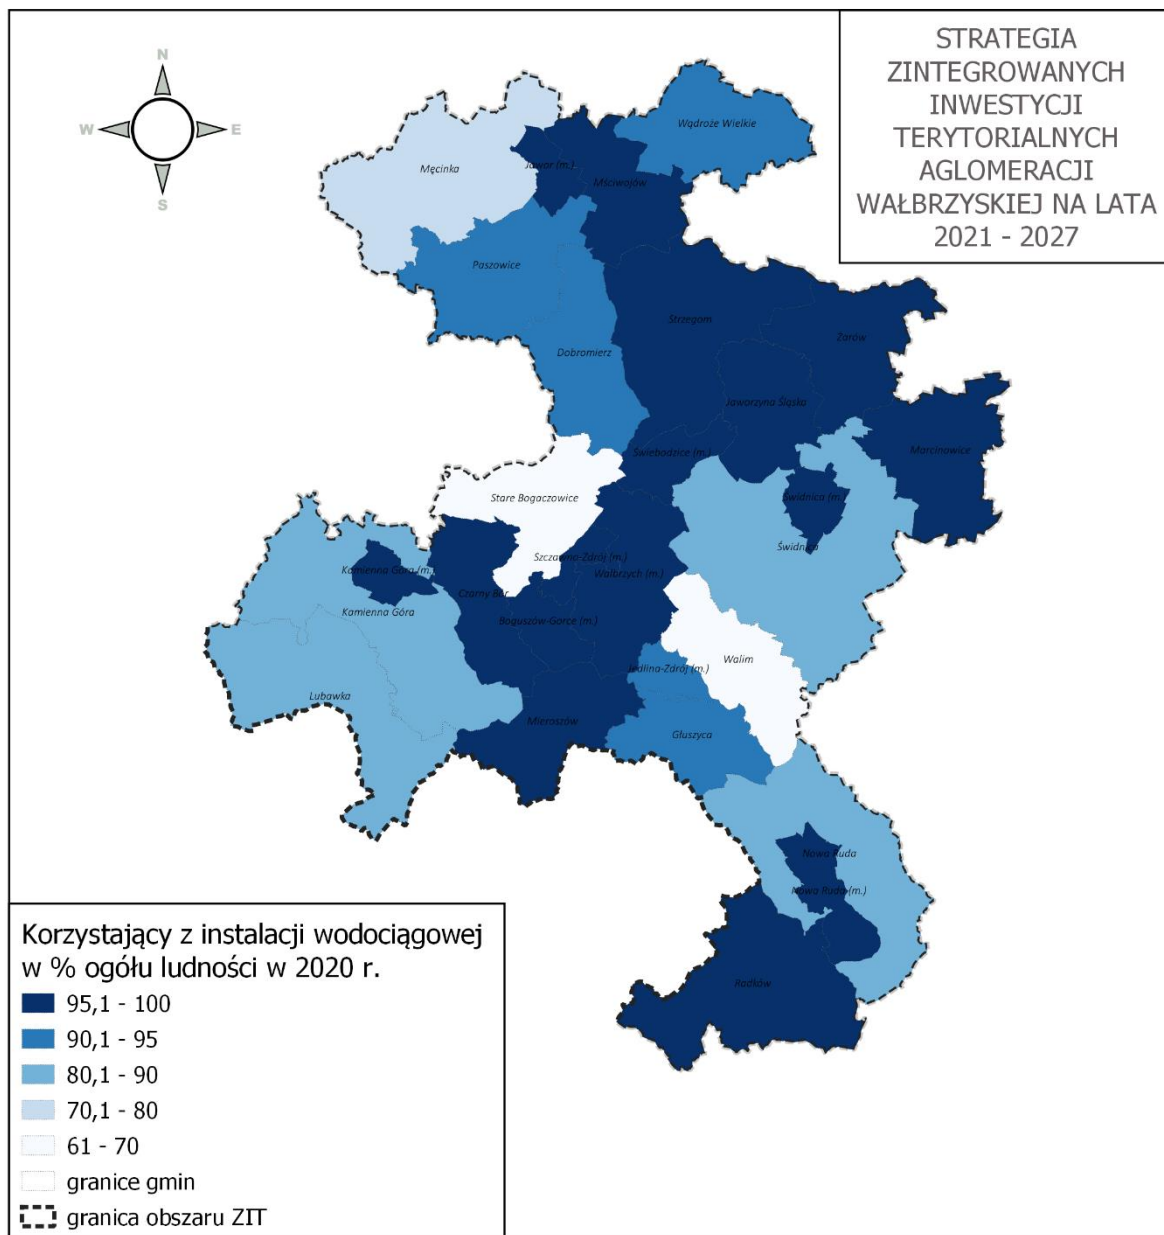 N
W
E
S
STRATEGIA
ZINTEGROWANYCH
INWESTYCJI
TERYTORIALNYCH
AGLOMERACJI
WAŁBRZYSKIEJ NA LATA
2021 - 2027
Wądroże Wielkie
Męcinka
Jawor (m.)
Mściwojów
Paszowice
Strzegom
Żarów
Dobromierz
Jaworzyna Śląska
Marcinowice
Świebodzice (m.)
Stare Bogaczowice
Świdnica (m.)
Świdnica
Szczawno-Zdrój (m.)
Kamienna Góra (m.)
Wałbrzych (m.)
Czarny Bór
Kamienna Góra
Boguszów-Gorce (m.)
Walim
Jedlina-Zdrój (m.)
Lubawka
Mieroszów
Głuszyca
Nowa Ruda
Nowa Ruda (m.)
Radków
Korzystający z instalacji wodociągowej
w % ogółu ludności w 2020 r.
95,1 - 100
90,1 - 95
80,1 - 90
70,1 - 80
61 - 70
granice gmin
granica obszaru ZIT